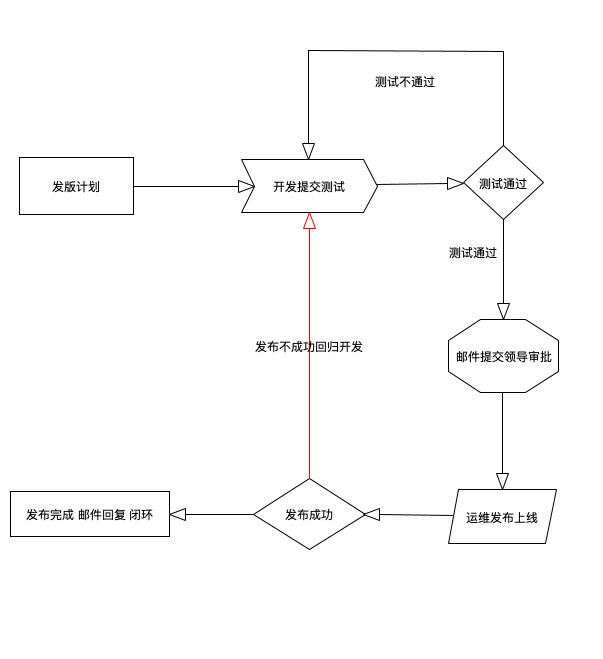 测试不通过
发版计划
开发提交测试
测试通过
测试通过
发布不成功回归开发
邮件提交领导审批
发布完成 邮件回复 闭环
发布成功
运维发布上线